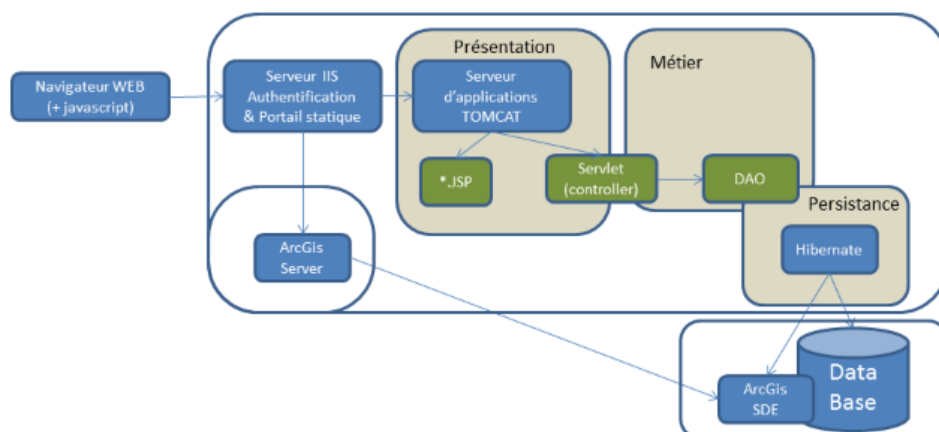 Présentation
Métier
Navigateur WEB
(+ javascript)
Serveur IIS
Authentification
& Portail statique
Serveur
d'applications
TOMCAT
*.JSP
Servlet
(controller)
DAO
Persistance
ArcGis
Server
Hibernate
ArcGis
SDE
Data
Base